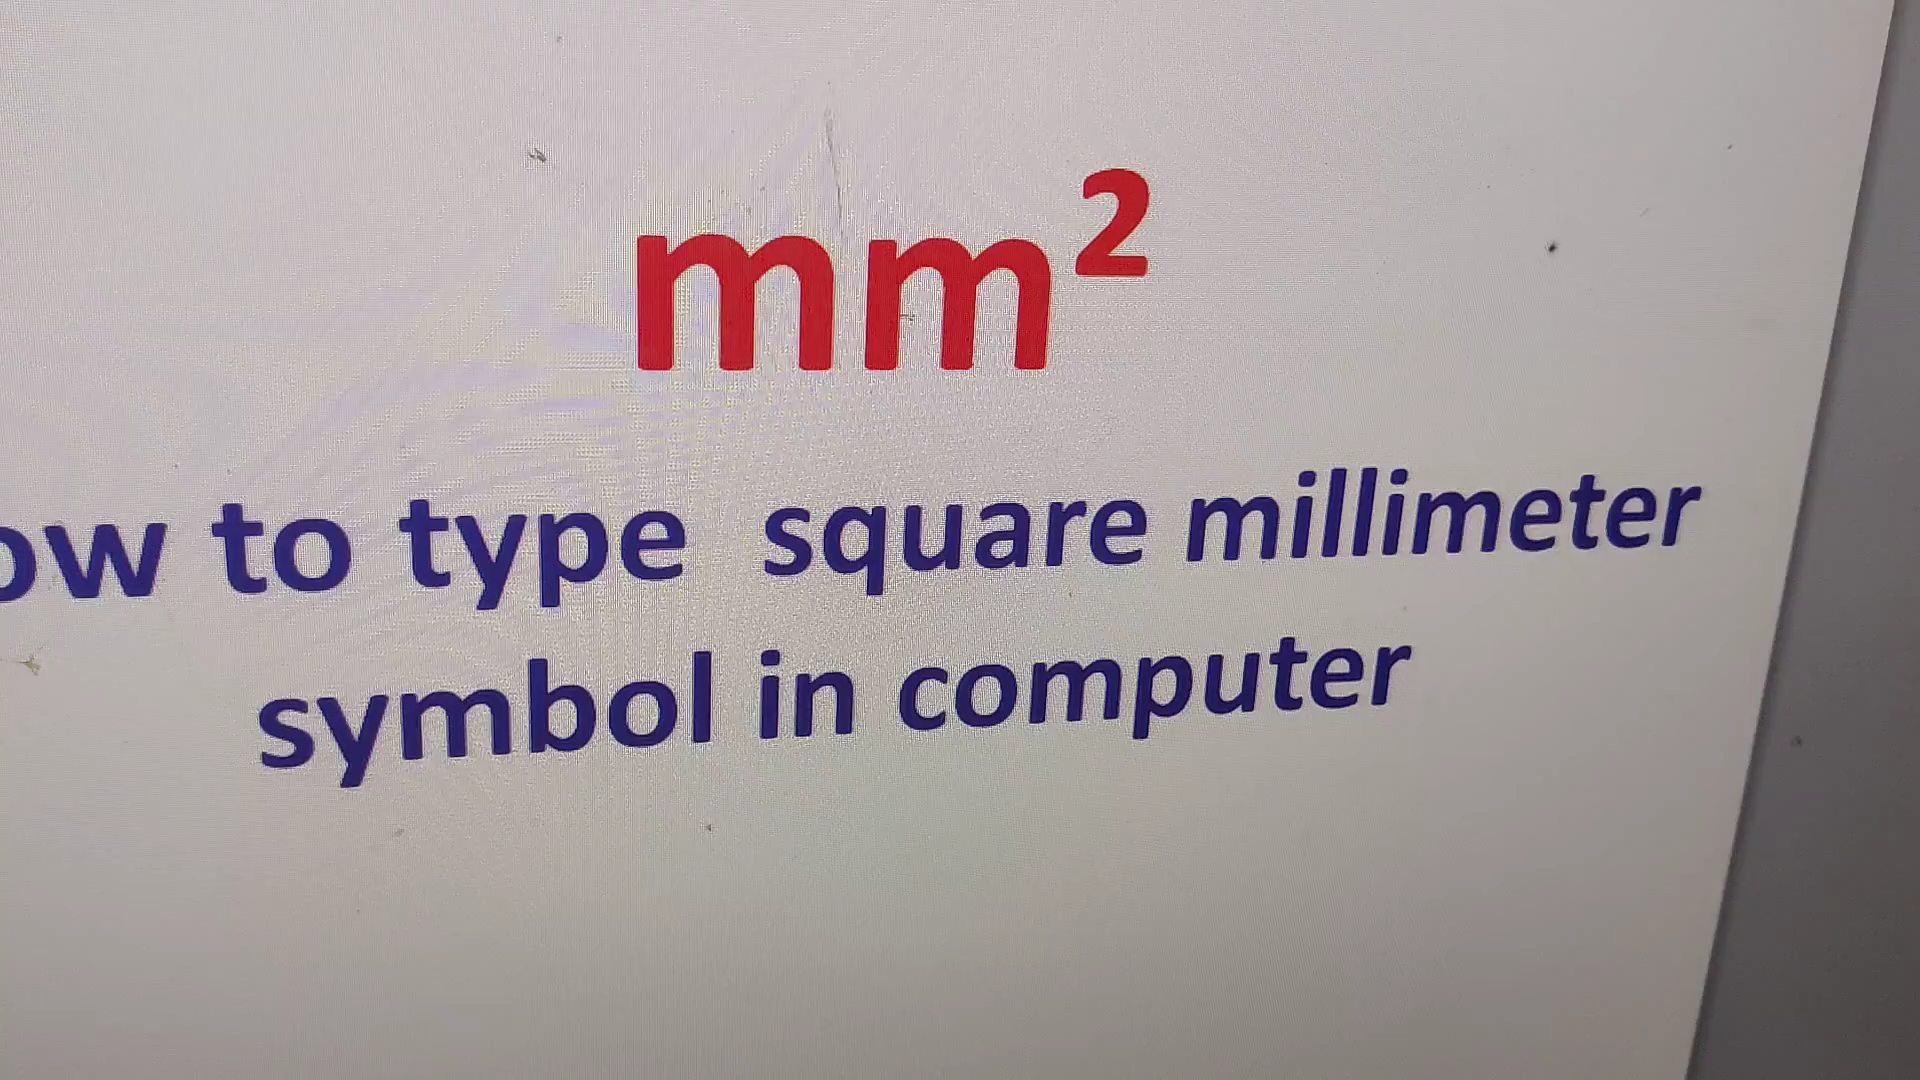 mm²
ow to type square millimeter
symbol in computer